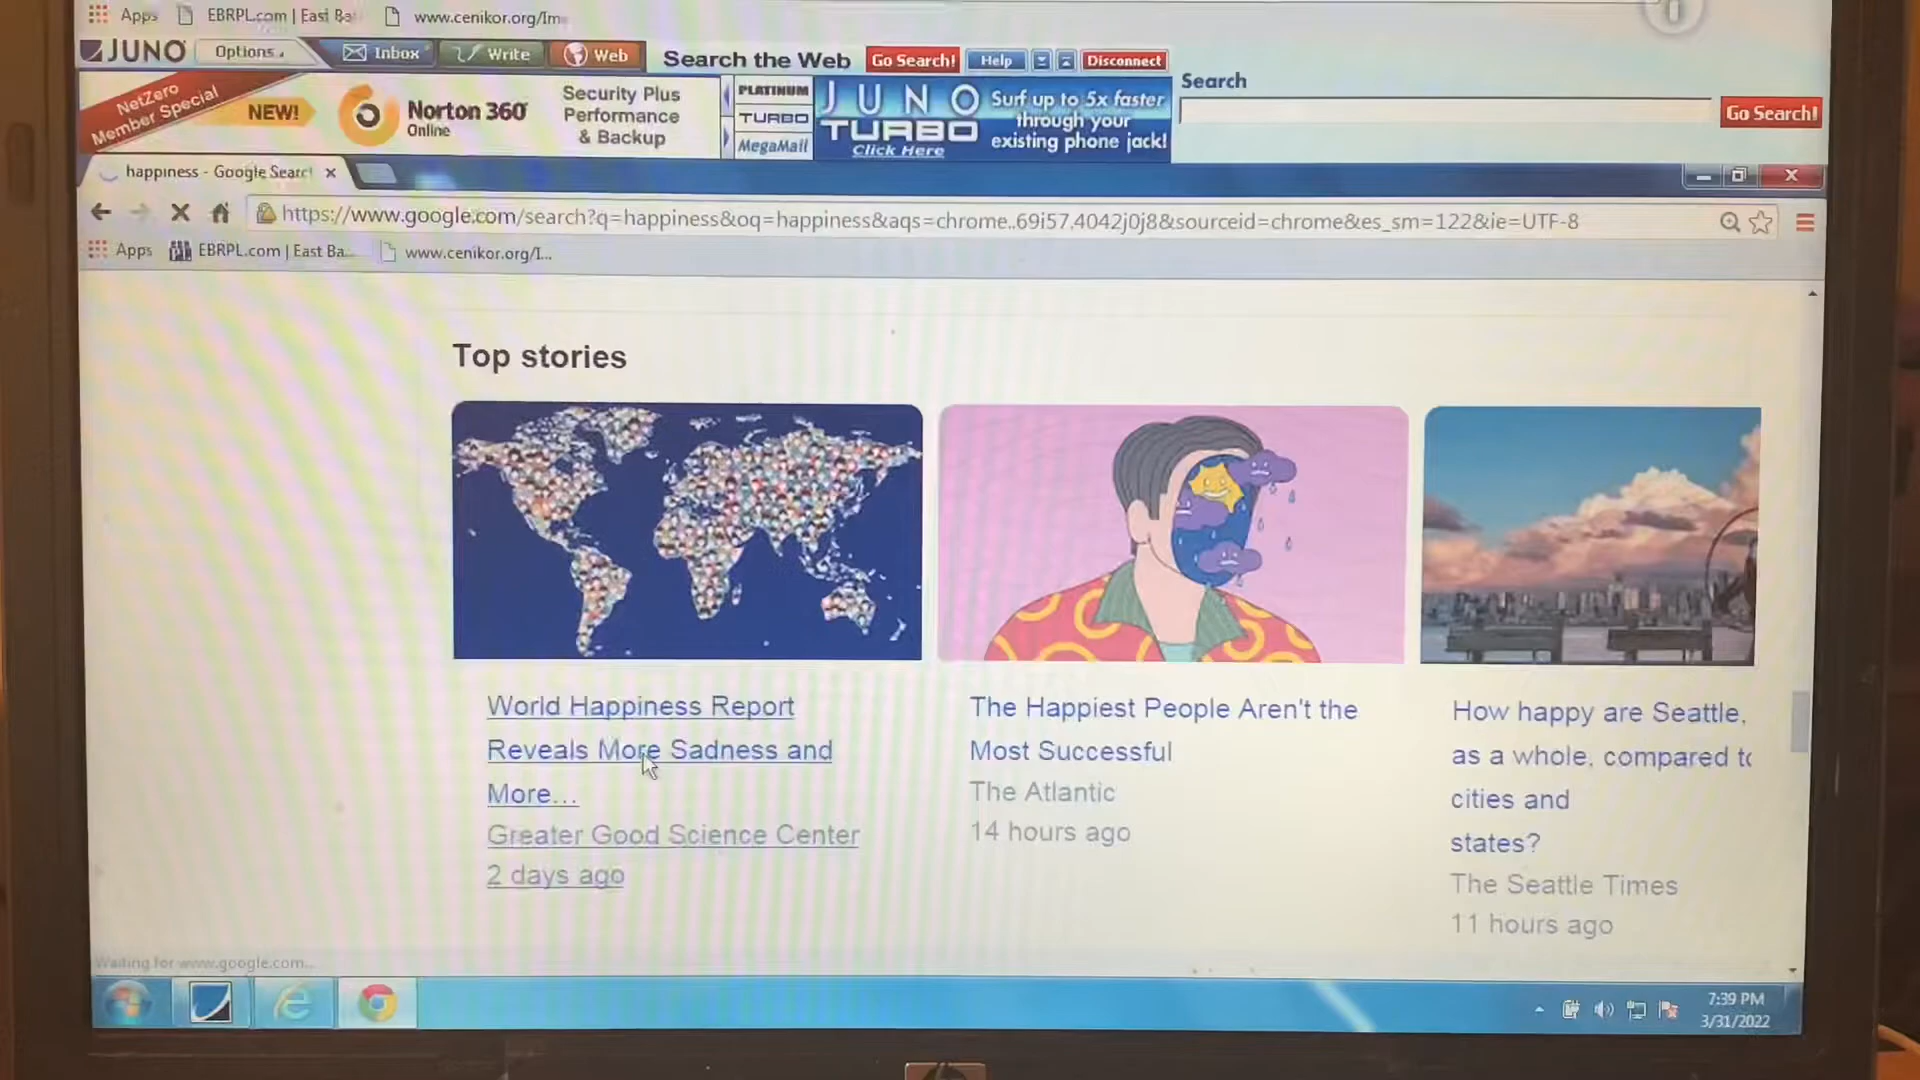 Apps EBRPL.com | East Ba www.cenikor.org/Im
JUNO Options Inbox Write Web Search the Web Go Search! Help Disconnect
NetZero
Member Special
NEW!
Norton 360
Online
Security Plus
Performance
& Backup
PLATINUM
TURBO
MegaMail
JUNO
TURBO
Click Here
Surf up to 5x faster
through your
existing phone jack!
Search
Go Search!
happiness - Google Searc
https://www.google.com/search?q=happiness&oq=happiness&aqs=chrome..69i57.4042j0j8&sourceid=chrome&es_sm=122&ie=UTF-8
Apps EBRPL.com | East Ba... www.cenikor.org/I...
Top stories
World Happiness Report
Reveals More Sadness and
More...
Greater Good Science Center
2 days ago
The Happiest People Aren't the
Most Successful
The Atlantic
14 hours ago
How happy are Seattle,
as a whole, compared to
cities and
states?
The Seattle Times
11 hours ago
Waiting for www.google.com...
7:39 PM
3/31/2022
hp